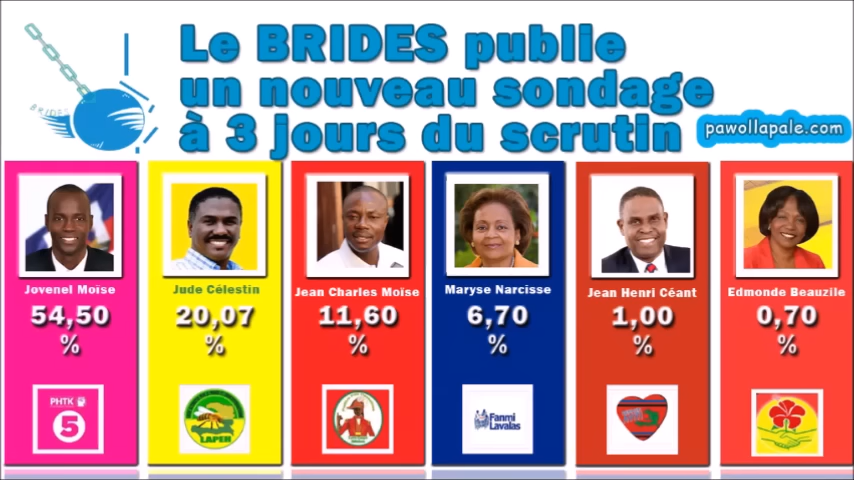 Le BRIDES publie
un nouveau sondage
à 3 jours du scrutin
pawollapale.com
BRIDES
Jovenel Moïse
54,50
%
PHTK
5
Jude Célestin
20,07
%
LAPEH
Jean Charles Moïse
11,60
%
Maryse Narcisse
6,70
%
Fanmi
Lavalas
Jean Henri Céant
1,00
%
Edmonde Beauzile
0,70
%